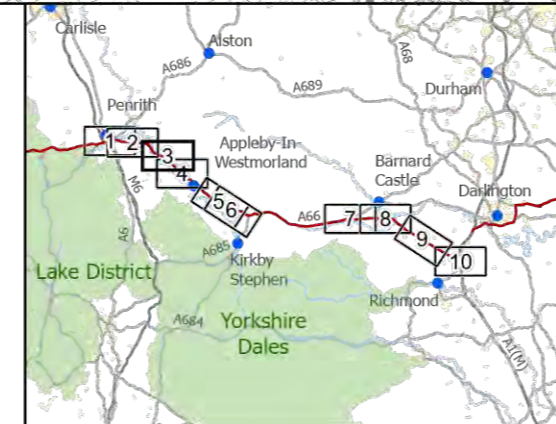 Carlisle
Alston
A686
A68
A689
Durham
Penrith
1
2
3
4
Appleby-In
Westmorland
Barnard
Castle
Darlington
M6
5
6
A66
7
8
9
10
A6
A685
Kirkby
Stephen
Lake District
Richmond
A684
Yorkshire
Dales
A1(M)